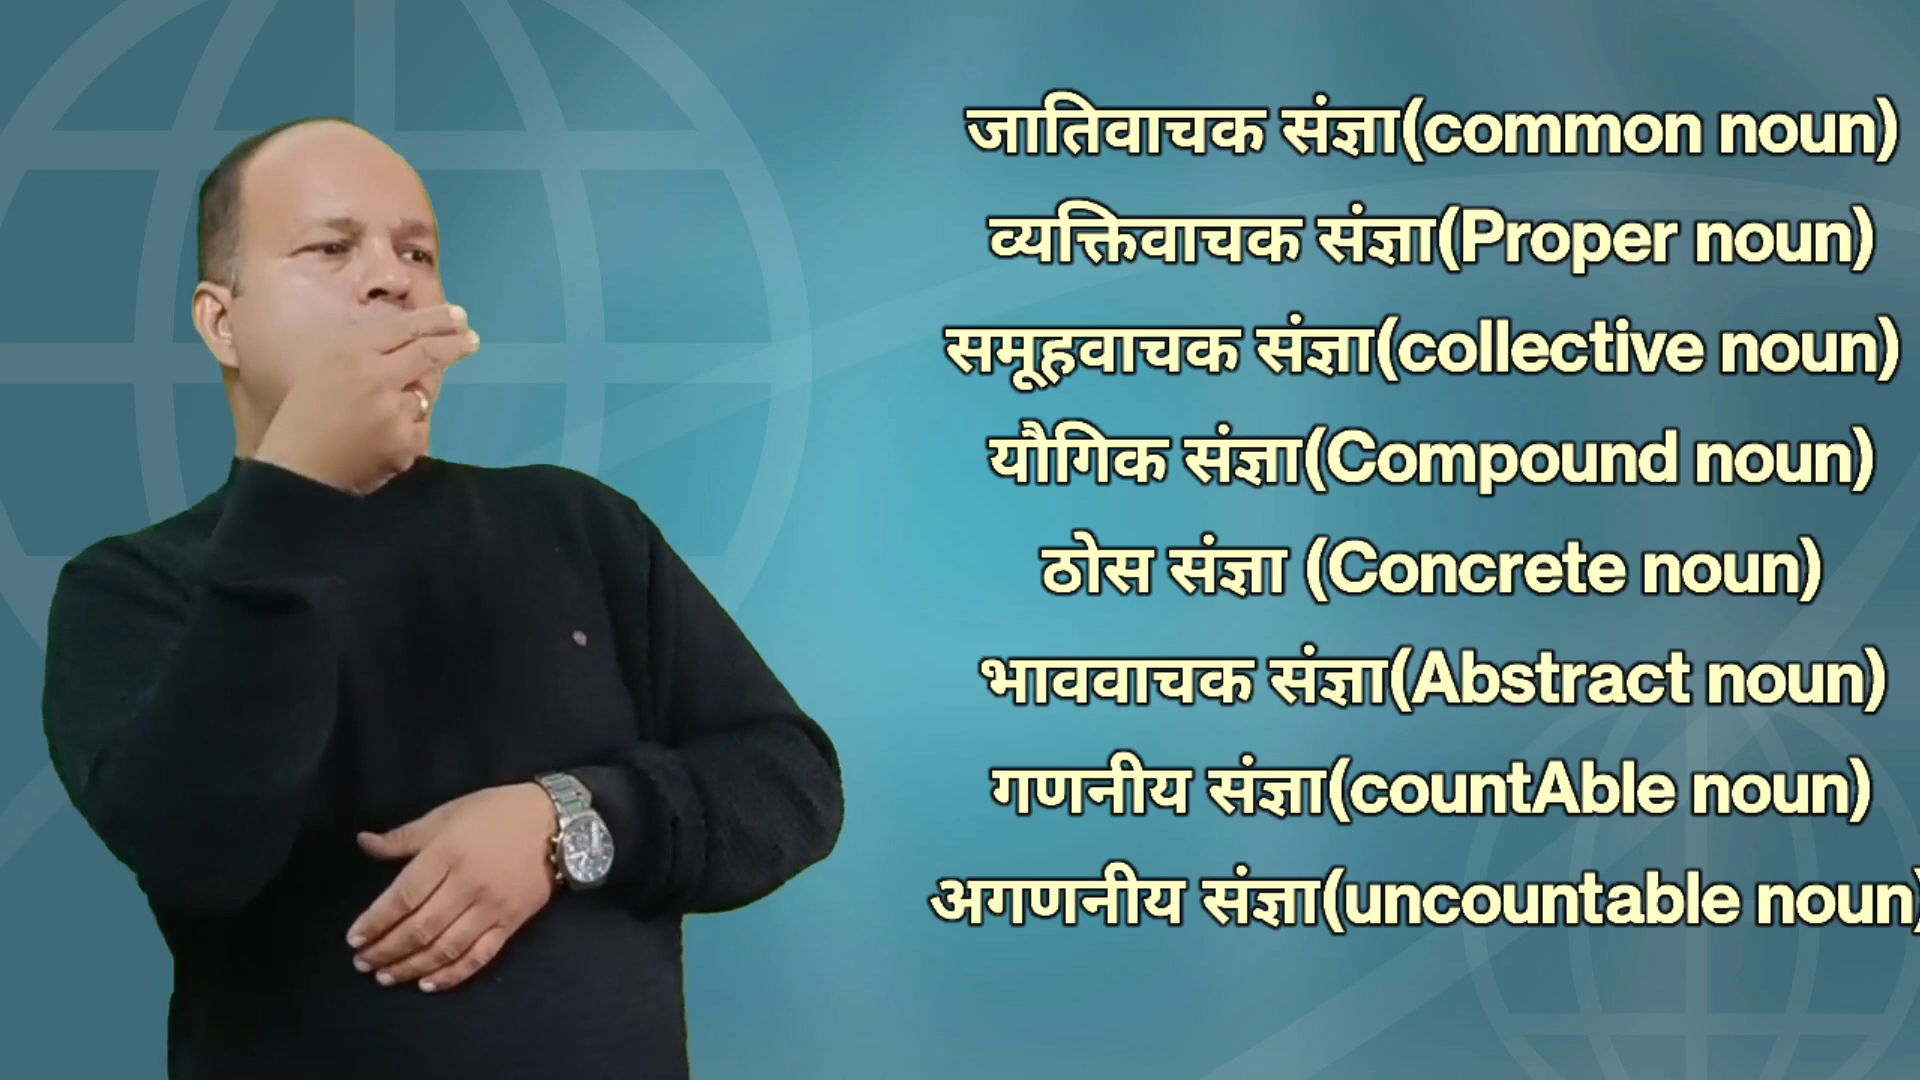 जातिवाचक संज्ञा(common noun)
व्यक्तिवाचक संज्ञा(Proper noun)
समूहवाचक संज्ञा(collective noun)
यौगिक संज्ञा(Compound noun)
ठोस संज्ञा (Concrete noun)
भाववाचक संज्ञा(Abstract noun)
गणनीय संज्ञा(countAble noun)
अगणनीय संज्ञा(uncountable noun)